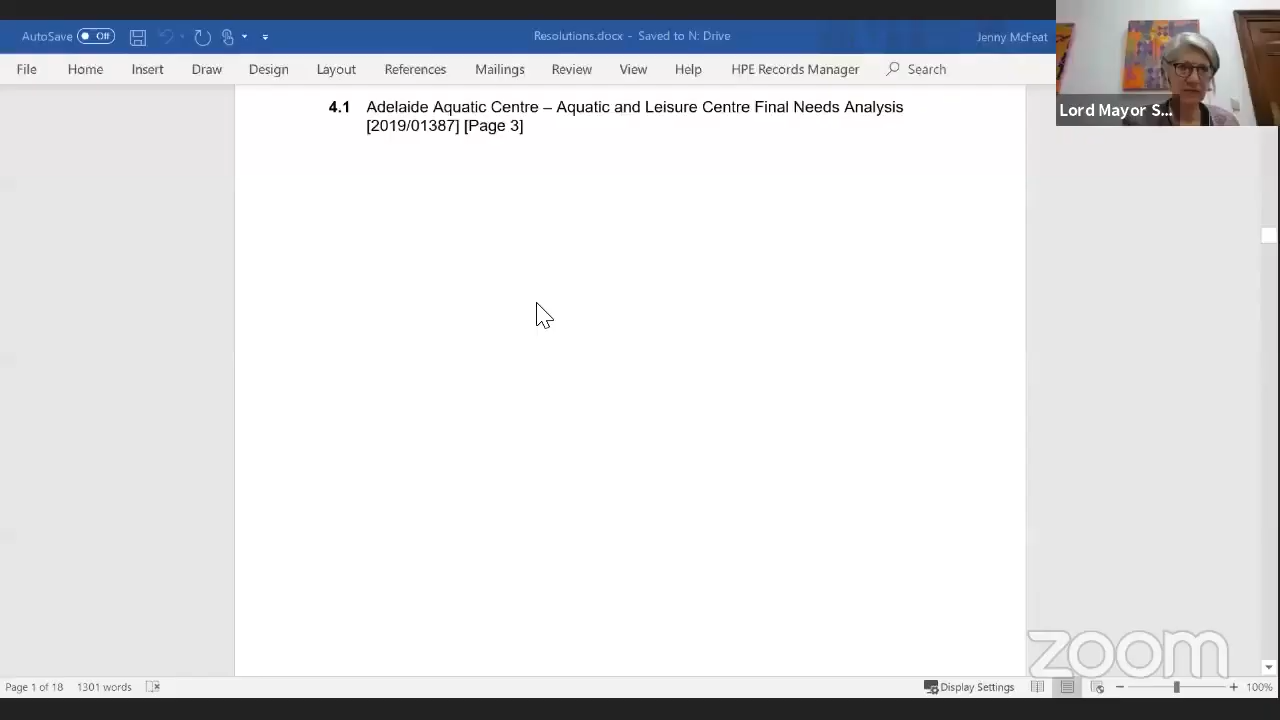 AutoSave Off
Resolutions.docx - Saved to N: Drive
Jenny McFeat
File Home Insert Draw Design Layout References Mailings Review View Help HPE Records Manager Search
Lord Mayor S...
4.1 Adelaide Aquatic Centre – Aquatic and Leisure Centre Final Needs Analysis
[2019/01387] [Page 3]
zoom
Page 1 of 18 1301 words Display Settings 100%